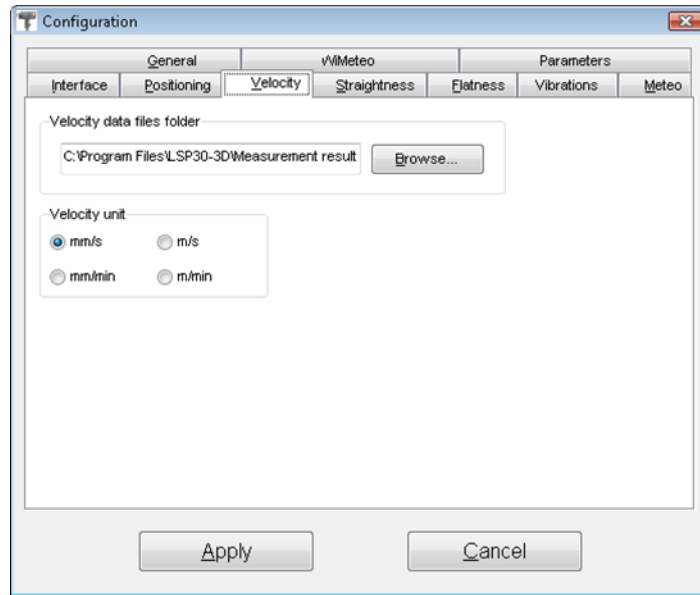 Configuration
General WiMeteo Parameters
Interface Positioning Velocity Straightness Flatness Vibrations Meteo
Velocity data files folder
C:\Program Files\LSP30-3D\Measurement result Browse...
Velocity unit
mm/s m/s
mm/min m/min
Apply Cancel